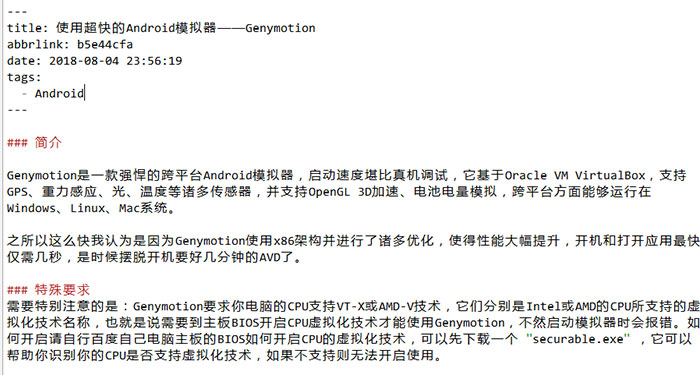 ---
title: 使用超快的Android模拟器——Genymotion
abbrlink: b5e44cfa
date: 2018-08-04 23:56:19
tags:
  - Android
---
### 简介
Genymotion是一款强悍的跨平台Android模拟器，启动速度堪比真机调试，它基于Oracle VM VirtualBox，支持
GPS、重力感应、光、温度等诸多传感器，并支持OpenGL 3D加速、电池电量模拟，跨平台方面能够运行在
Windows、Linux、Mac系统。
之所以这么快我认为是因为Genymotion使用x86架构并进行了诸多优化，使得性能大幅提升，开机和打开应用最快
仅需几秒，是时候摆脱开机要好几分钟的AVD了。
### 特殊要求
需要特别注意的是：Genymotion要求你电脑的CPU支持VT-X或AMD-V技术，它们分别是Intel或AMD的CPU所支持的虚
拟化技术名称，也就是说需要到主板BIOS开启CPU虚拟化技术才能使用Genymotion，不然启动模拟器时会报错。如
何开启请自行百度自己电脑主板的BIOS如何开启CPU的虚拟化技术，可以先下载一个 "securable.exe" ，它可以
帮助你识别你的CPU是否支持虚拟化技术，如果不支持则无法开启使用。